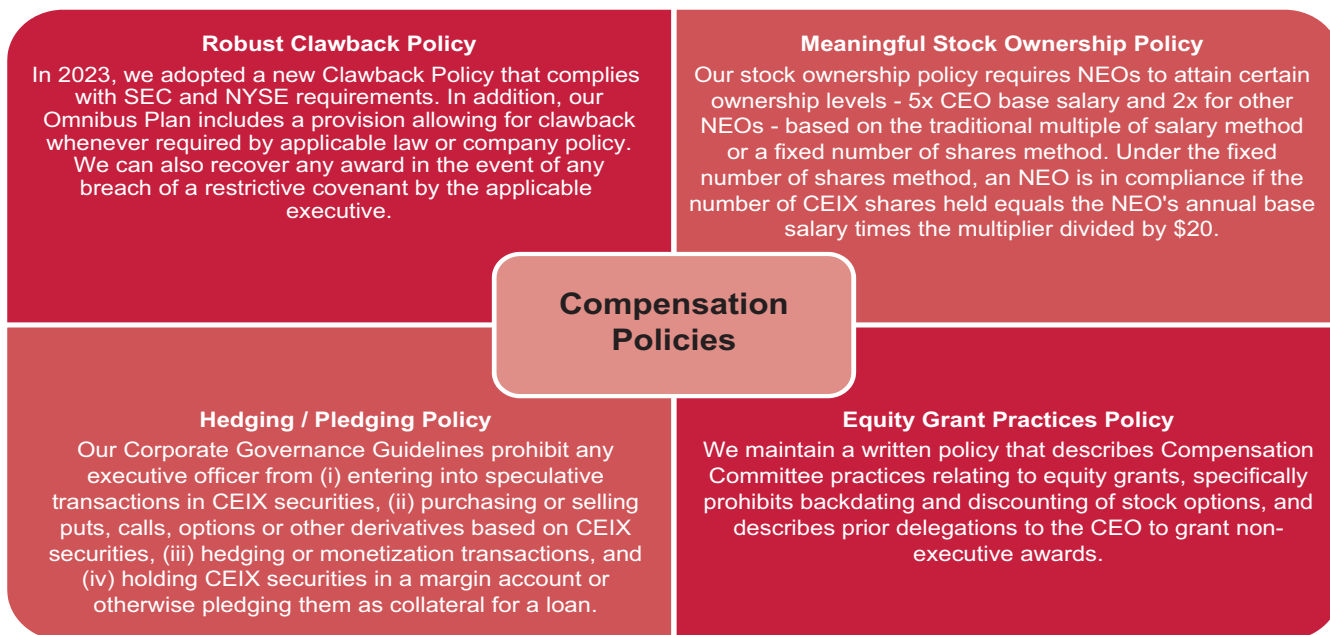 Robust Clawback Policy
In 2023, we adopted a new Clawback Policy that complies
with SEC and NYSE requirements. In addition, our
Omnibus Plan includes a provision allowing for clawback
whenever required by applicable law or company policy.
We can also recover any award in the event of any
breach of a restrictive covenant by the applicable
executive.
Meaningful Stock Ownership Policy
Our stock ownership policy requires NEOs to attain certain
ownership levels - 5x CEO base salary and 2x for other
NEOs - based on the traditional multiple of salary method
or a fixed number of shares method. Under the fixed
number of shares method, an NEO is in compliance if the
number of CEIX shares held equals the NEO's annual base
salary times the multiplier divided by $20.
Compensation
Policies
Hedging / Pledging Policy
Our Corporate Governance Guidelines prohibit any
executive officer from (i) entering into speculative
transactions in CEIX securities, (ii) purchasing or selling
puts, calls, options or other derivatives based on CEIX
securities, (iii) hedging or monetization transactions, and
(iv) holding CEIX securities in a margin account or
otherwise pledging them as collateral for a loan.
Equity Grant Practices Policy
We maintain a written policy that describes Compensation
Committee practices relating to equity grants, specifically
prohibits backdating and discounting of stock options, and
describes prior delegations to the CEO to grant non-
executive awards.